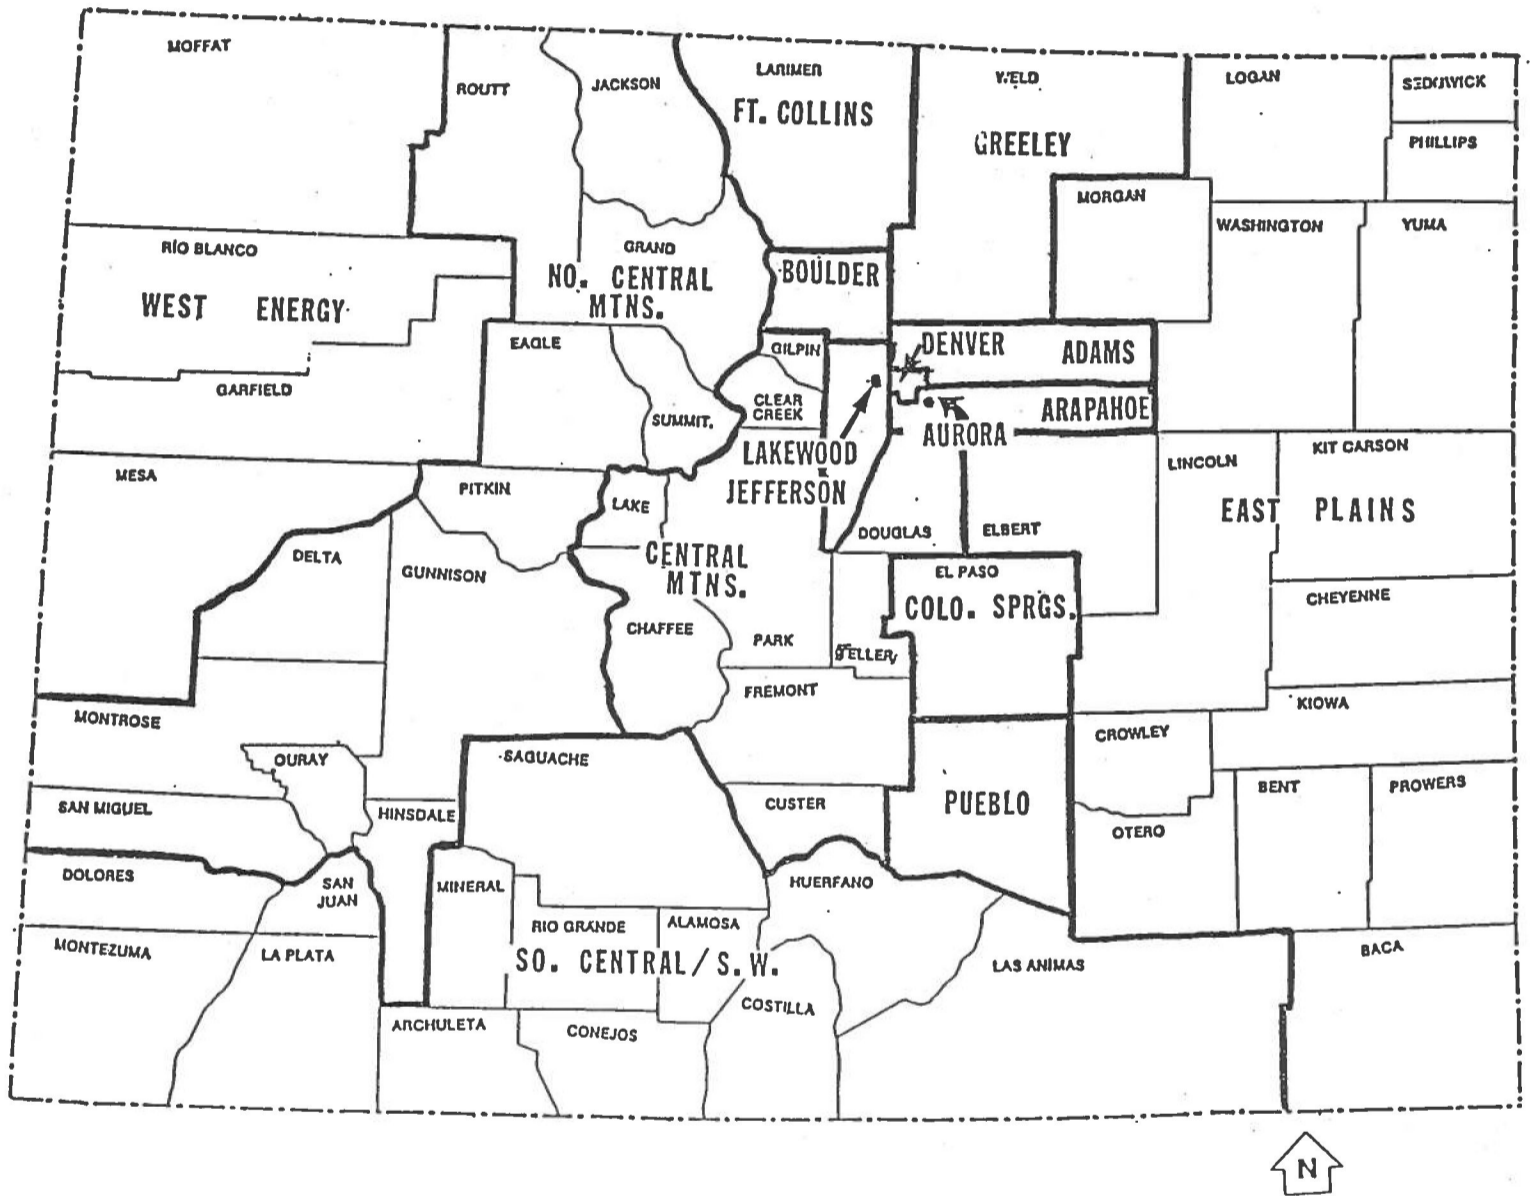 MOFFAT
ROUTT
JACKSON
LARIMER
FT. COLLINS
WELD
GREELEY
LOGAN
SEDGWICK
PHILLIPS
MORGAN
WASHINGTON
YUMA
RIO BLANCO
WEST ENERGY
GRAND
NO. CENTRAL
MTNS.
BOULDER
EAGLE
GILPIN
DENVER
ADAMS
GARFIELD
SUMMIT.
CLEAR
CREEK
ARAPAHOE
AURORA
LAKEWOOD
JEFFERSON
MESA
PITKIN
LAKE
LINCOLN
KIT CARSON
EAST PLAINS
DOUGLAS
ELBERT
DELTA
GUNNISON
CENTRAL
MTNS.
EL PASO
COLO. SPRGS.
CHEYENNE
CHAFFEE
PARK
TELLER
FREMONT
KIOWA
MONTROSE
OURAY
SAGUACHE
CROWLEY
SAN MIGUEL
HINSDALE
CUSTER
PUEBLO
BENT
PROWERS
OTERO
DOLORES
SAN
JUAN
MINERAL
HUERFANO
RIO GRANDE
ALAMOSA
MONTEZUMA
LA PLATA
SO. CENTRAL / S. W.
LAS ANIMAS
BACA
ARCHULETA
CONEJOS
COSTILLA
N